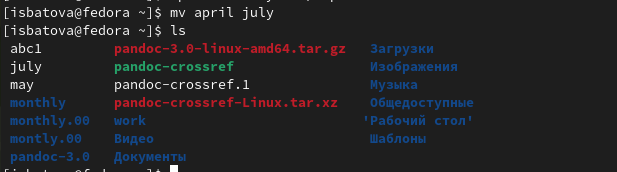 [isbatova@fedora ~]$ mv april july
[isbatova@fedora ~]$ ls
abc1 pandoc-3.0-linux-amd64.tar.gz Загрузки
july pandoc-crossref Изображения
may pandoc-crossref.1 Музыка
monthly pandoc-crossref-Linux.tar.xz Общедоступные
monthly.00 work 'Рабочий стол'
montly.00 Видео Шаблоны
pandoc-3.0 Документы
[isbatova@fedora ~]$